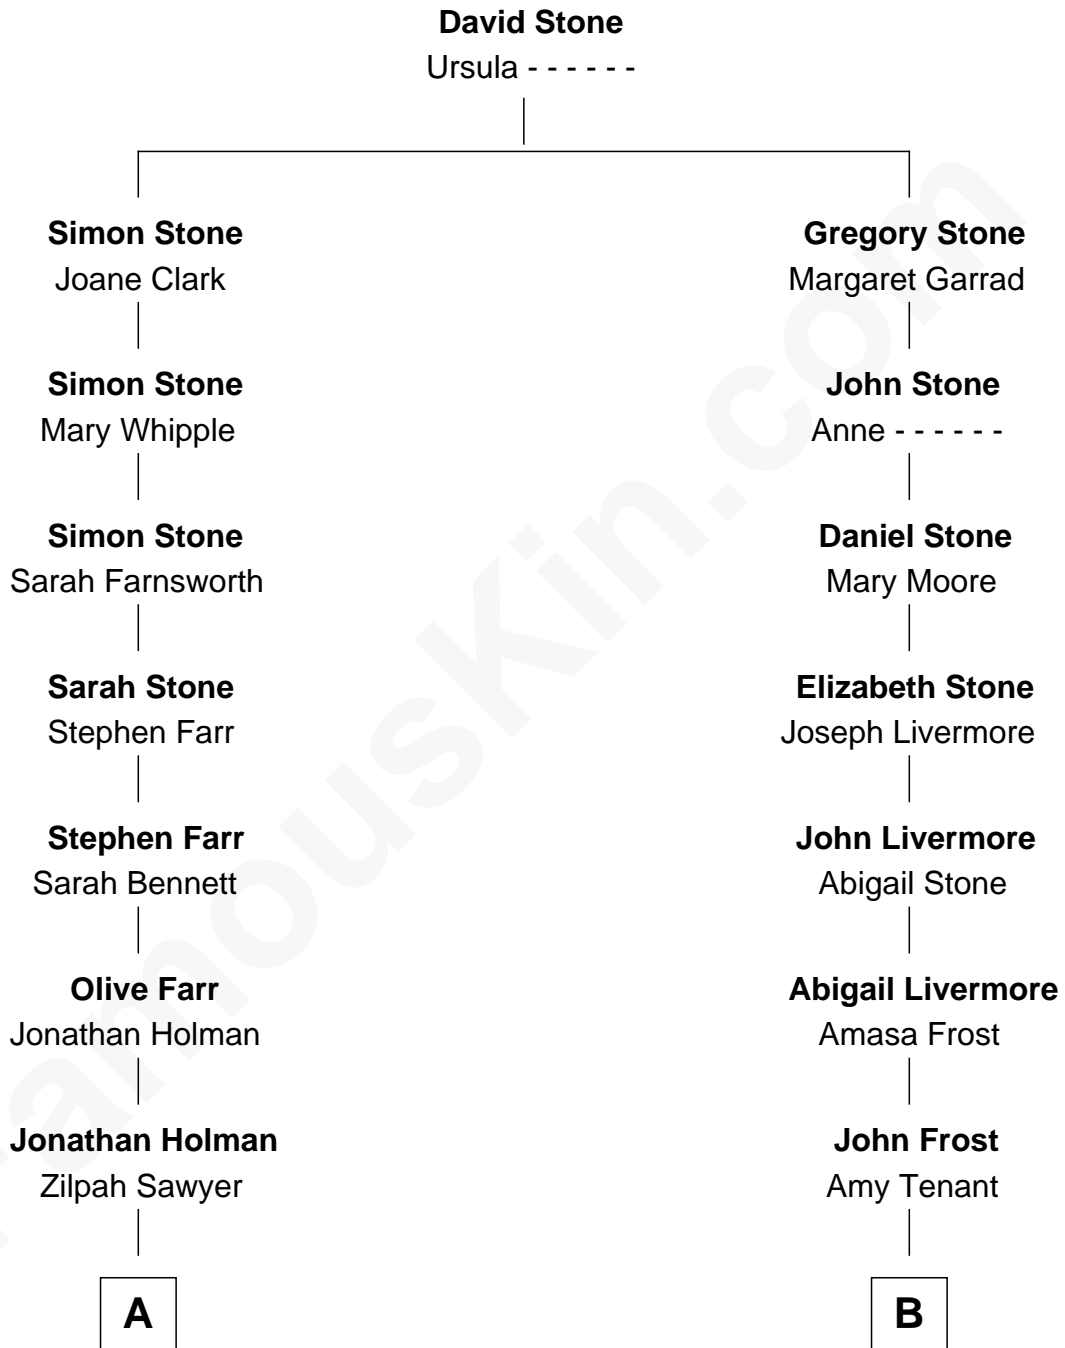 David Stone
Ursula - - - - - -
Simon Stone
Joane Clark
Gregory Stone
Margaret Garrad
Simon Stone
Mary Whipple
John Stone
Anne - - - - - -
Simon Stone
Sarah Farnsworth
Daniel Stone
Mary Moore
Sarah Stone
Stephen Farr
Elizabeth Stone
Joseph Livermore
Stephen Farr
Sarah Bennett
John Livermore
Abigail Stone
Olive Farr
Jonathan Holman
Abigail Livermore
Amasa Frost
Jonathan Holman
Zilpah Sawyer
John Frost
Amy Tenant
A
B
FamousKin.com